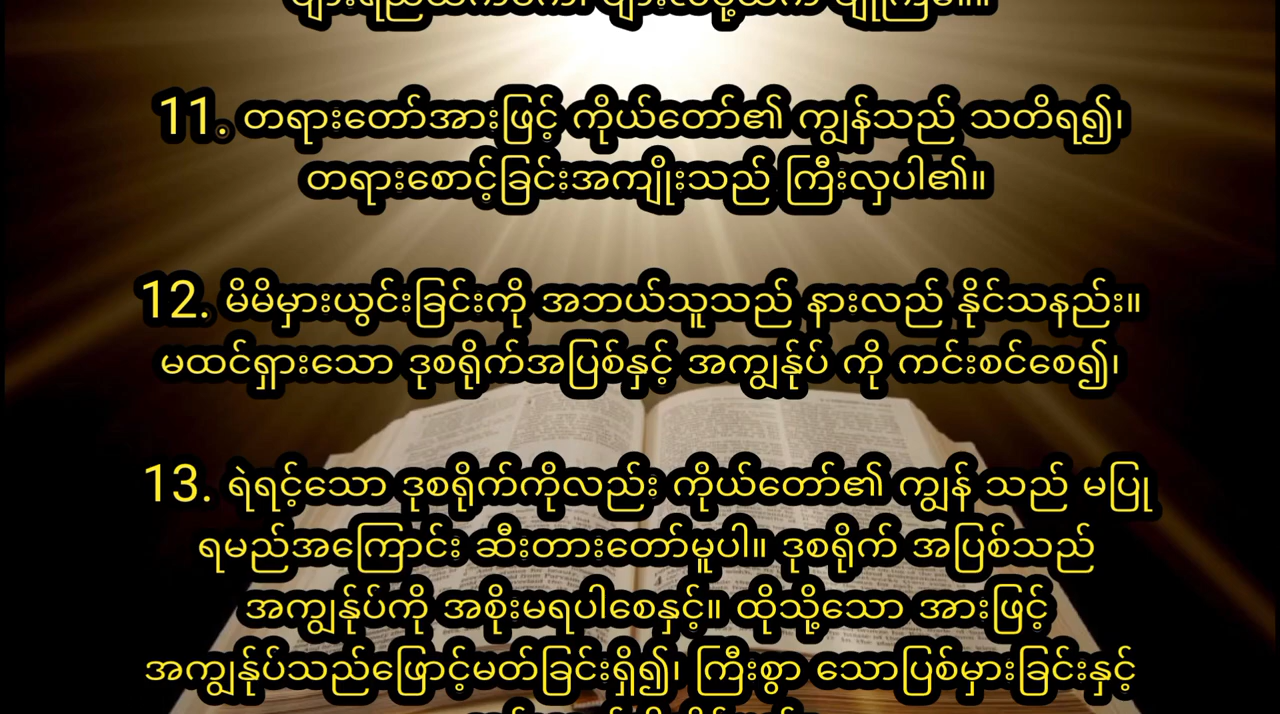 11. တရားတော်အားဖြင့် ကိုယ်တော်၏ ကျွန်သည် သတိရ၍၊
တရားစောင့်ခြင်းအကျိုးသည် ကြီးလှပါ၏။
12. မိမိမှားယွင်းခြင်းကို အဘယ်သူသည် နားလည် နိုင်သနည်း။
မထင်ရှားသော ဒုစရိုက်အပြစ်နှင့် အကျွန်ုပ် ကို ကင်းစင်စေ၍၊
13. ရဲရင့်သော ဒုစရိုက်ကိုလည်း ကိုယ်တော်၏ ကျွန် သည် မပြု
ရမည်အကြောင်း ဆီးတားတော်မူပါ။ ဒုစရိုက် အပြစ်သည်
အကျွန်ုပ်ကို အစိုးမရပါစေနှင့်။ ထိုသို့သော အားဖြင့်
အကျွန်ုပ်သည်ဖြောင့်မတ်ခြင်းရှိ၍၊ ကြီးစွာ သောပြစ်မှားခြင်းနှင့်